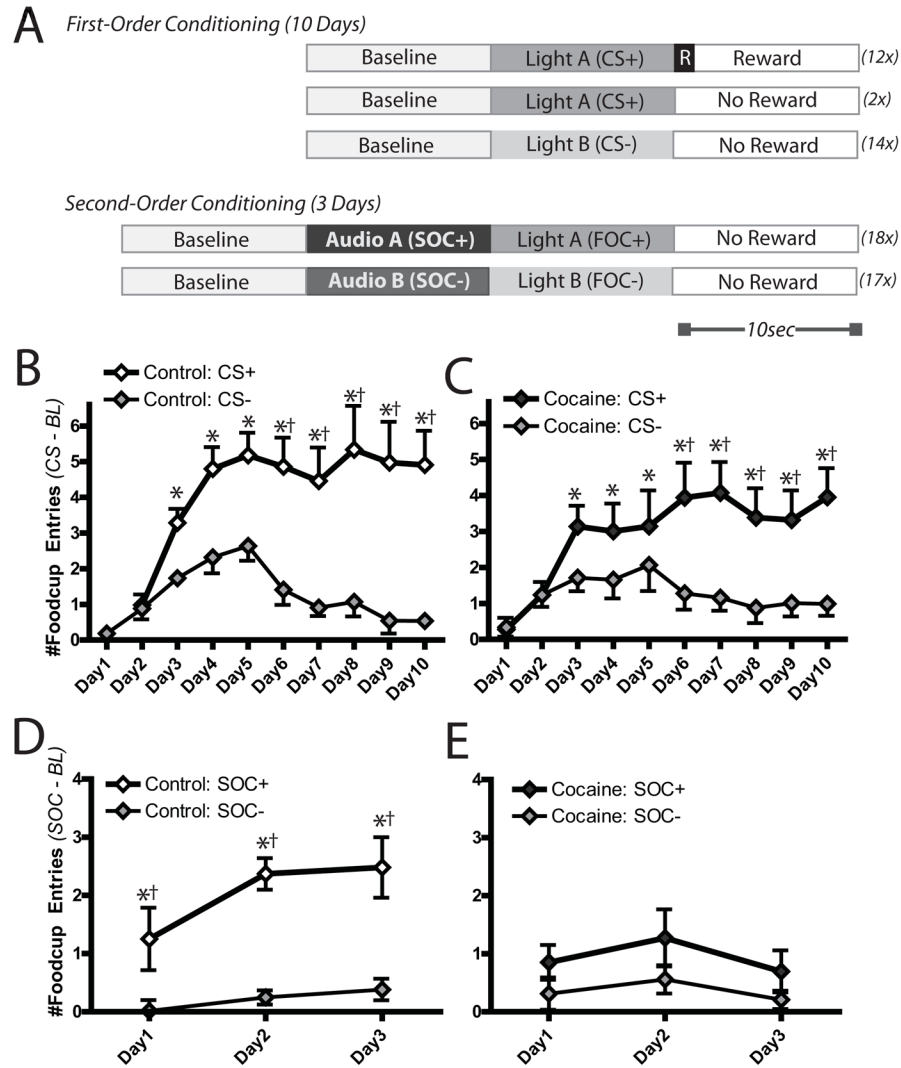 A
First-Order Conditioning (10 Days)
Baseline Light A (CS+) R Reward (12x)
Baseline Light A (CS+) No Reward (2x)
Baseline Light B (CS-) No Reward (14x)
Second-Order Conditioning (3 Days)
Baseline Audio A (SOC+) Light A (FOC+) No Reward (18x)
Baseline Audio B (SOC-) Light B (FOC-) No Reward (17x)
10sec
B
Control: CS+
Control: CS-
#Foodcup Entries (CS - BL)
6
5
4
3
2
1
0
* * * *† *† *† *† *†
Day1 Day2 Day3 Day4 Day5 Day6 Day7 Day8 Day9 Day10
C
Cocaine: CS+
Cocaine: CS-
6
5
4
3
2
1
0
* * * *† *† *† *† *†
Day1 Day2 Day3 Day4 Day5 Day6 Day7 Day8 Day9 Day10
D
Control: SOC+
Control: SOC-
#Foodcup Entries (SOC - BL)
4
3
2
1
0
*† *† *†
Day1 Day2 Day3
E
Cocaine: SOC+
Cocaine: SOC-
4
3
2
1
0
Day1 Day2 Day3